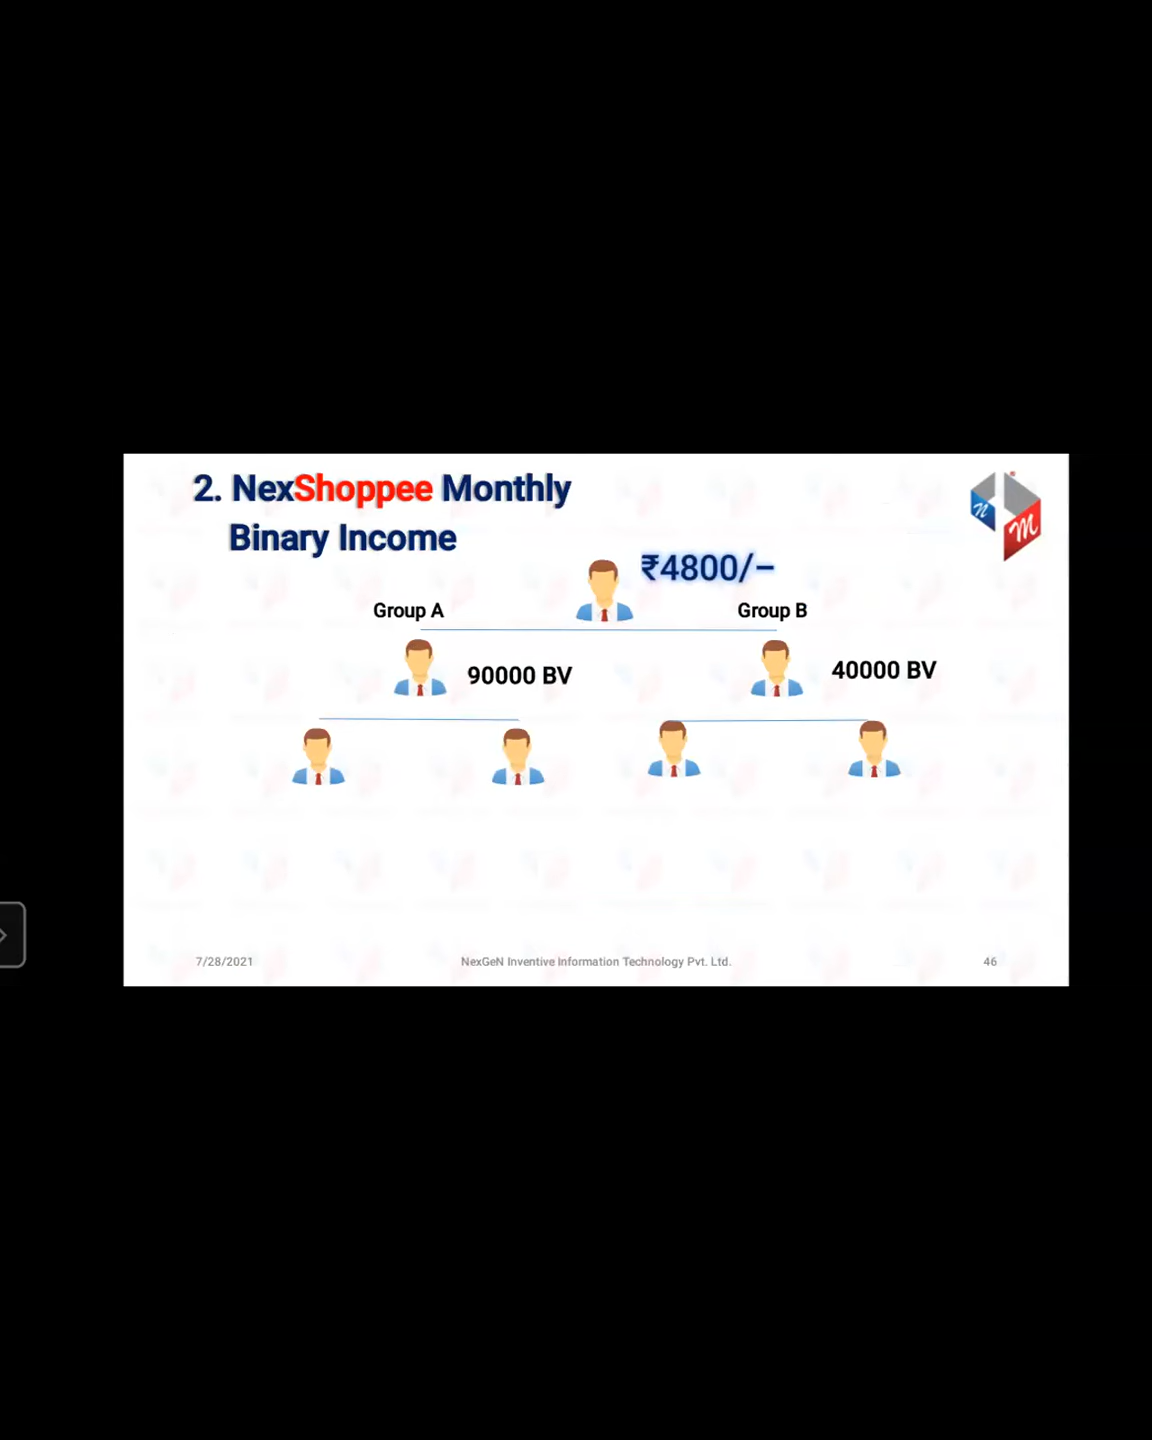 2. NexShoppee Monthly
Binary Income
₹4800/–
Group A
Group B
90000 BV
40000 BV
7/28/2021
NexGeN Inventive Information Technology Pvt. Ltd.
46
n
m